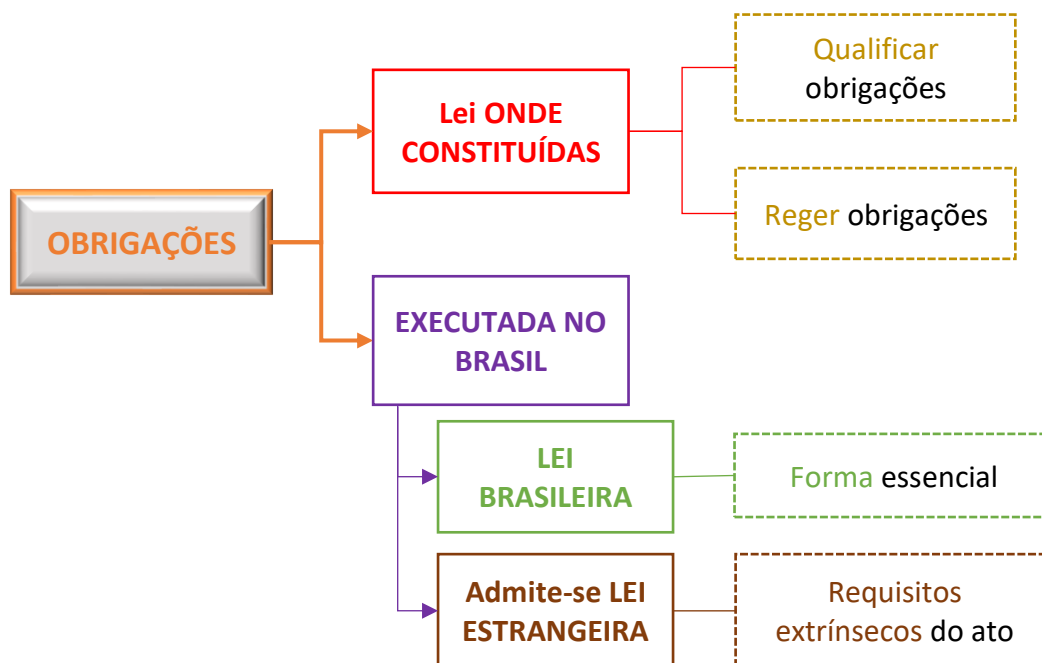 OBRIGAÇÕES
Lei ONDE
CONSTITUÍDAS
Qualificar
obrigações
Reger obrigações
EXECUTADA NO
BRASIL
LEI
BRASILEIRA
Forma essencial
Admite-se LEI
ESTRANGEIRA
Requisitos
extrínsecos do ato